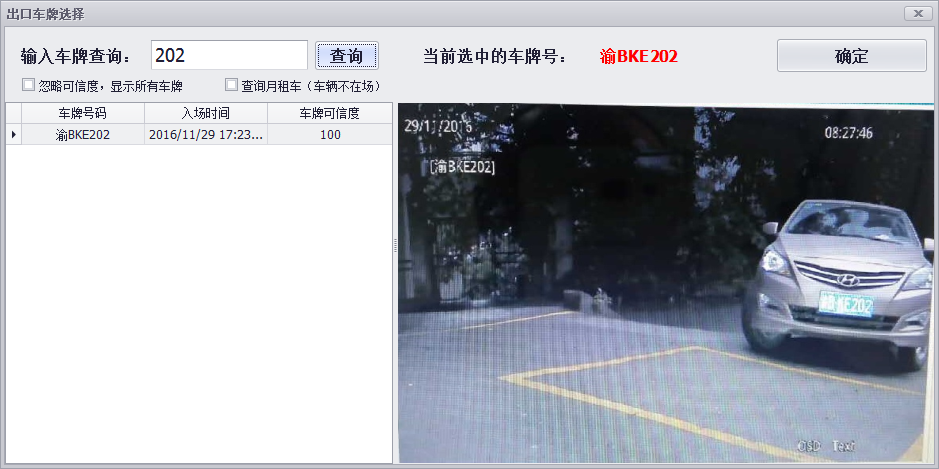 出口车牌选择
输入车牌查询： 202 查询 当前选中的车牌号： 渝BKE202 确定
忽略可信度，显示所有车牌 查询月租车（车辆不在场）
车牌号码 入场时间 车牌可信度
渝BKE202 2016/11/29 17:23... 100
29/11/2016 08:27:46
[渝BKE202]
渝BKE202
OSD Text